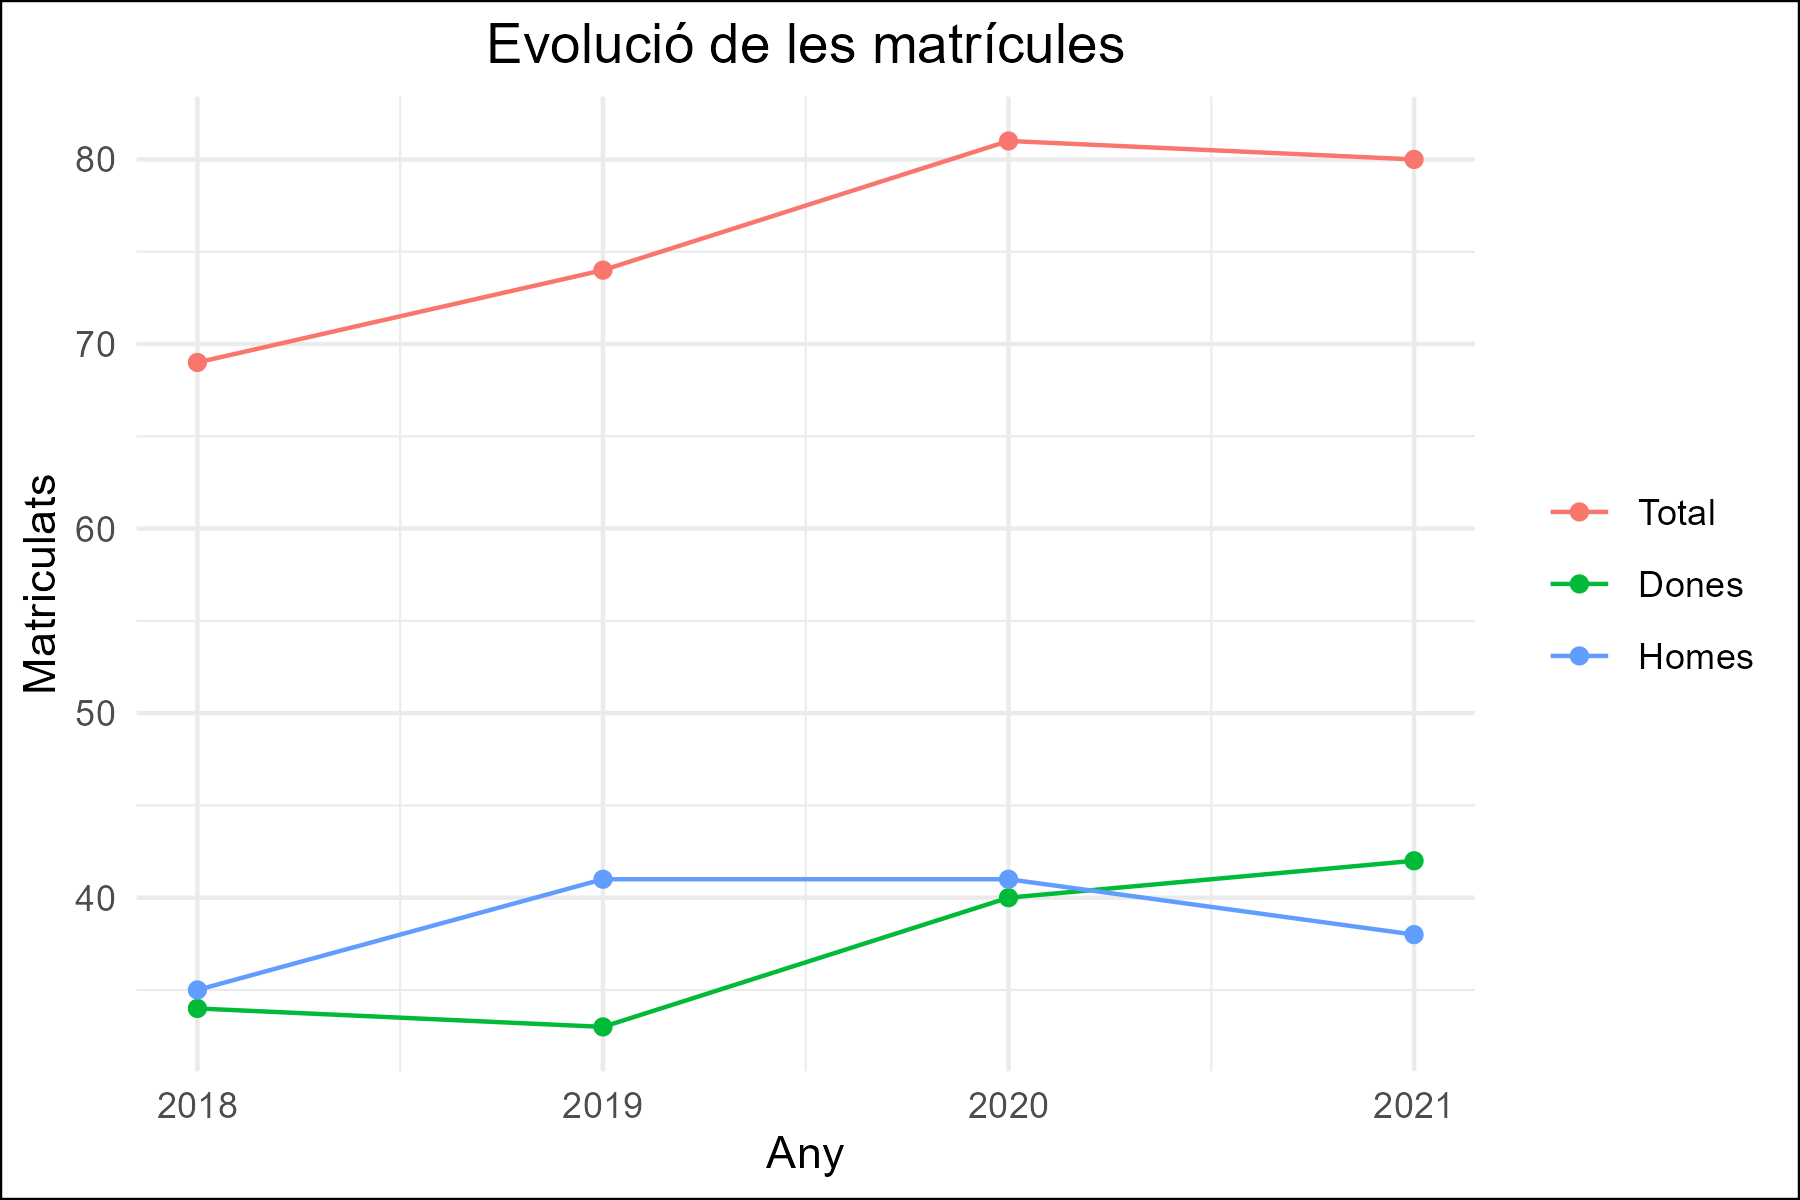 Evolució de les matrícules
80
70
60
50
40
Matriculats
2018
2019
2020
2021
Any
Total
Dones
Homes